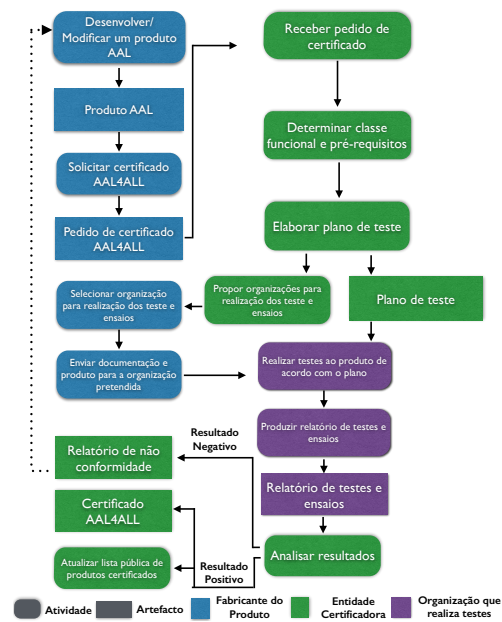 Desenvolver/
Modificar um produto
AAL
Produto AAL
Solicitar certificado
AAL4ALL
Pedido de certificado
AAL4ALL
Receber pedido de
certificado
Determinar classe
funcional e pré-requisitos
Elaborar plano de teste
Propor organizações para
realização dos teste e
ensaios
Plano de teste
Selecionar organização
para realização dos teste e
ensaios
Enviar documentação e
produto para a organização
pretendida
Realizar testes ao produto de
acordo com o plano
Produzir relatório de testes e
ensaios
Relatório de testes e
ensaios
Analisar resultados
Resultado
Negativo
Relatório de não
conformidade
Certificado
AAL4ALL
Atualizar lista pública de
produtos certificados
Resultado
Positivo
Atividade
Artefacto
Fabricante do
Produto
Entidade
Certificadora
Organização que
realiza testes